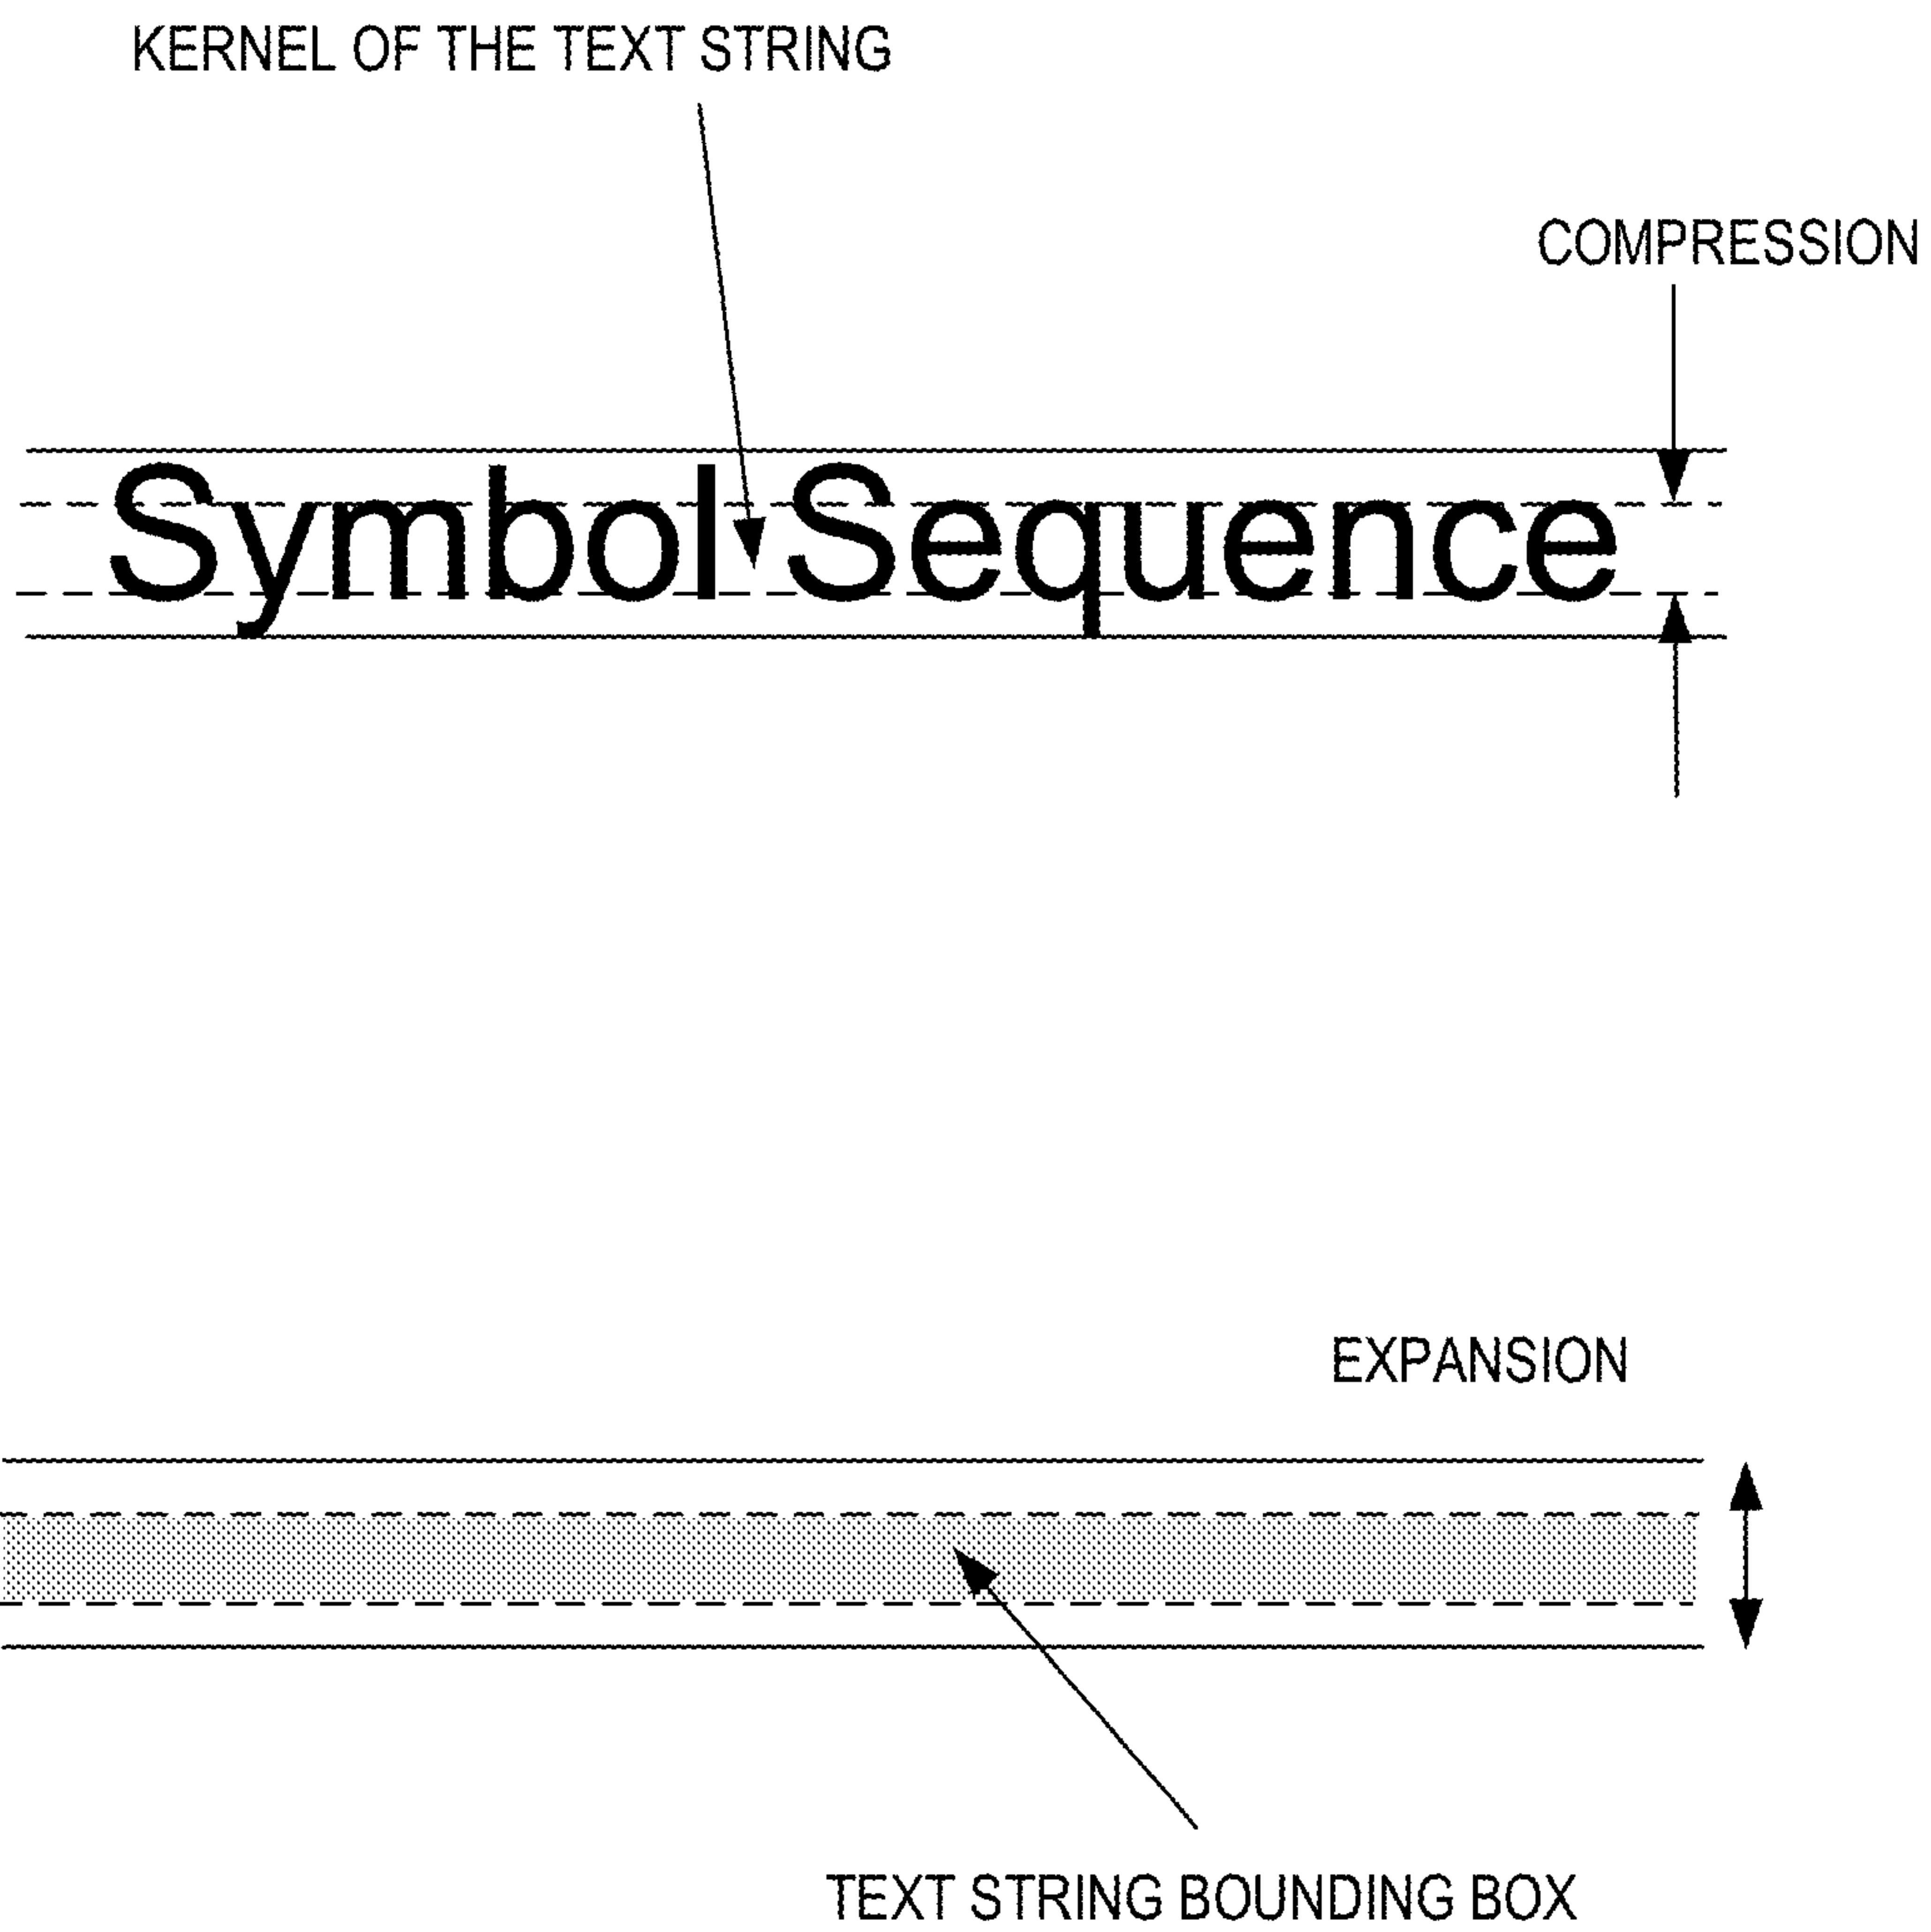 KERNEL OF THE TEXT STRING
COMPRESSION
Symbol Sequence
EXPANSION
TEXT STRING BOUNDING BOX